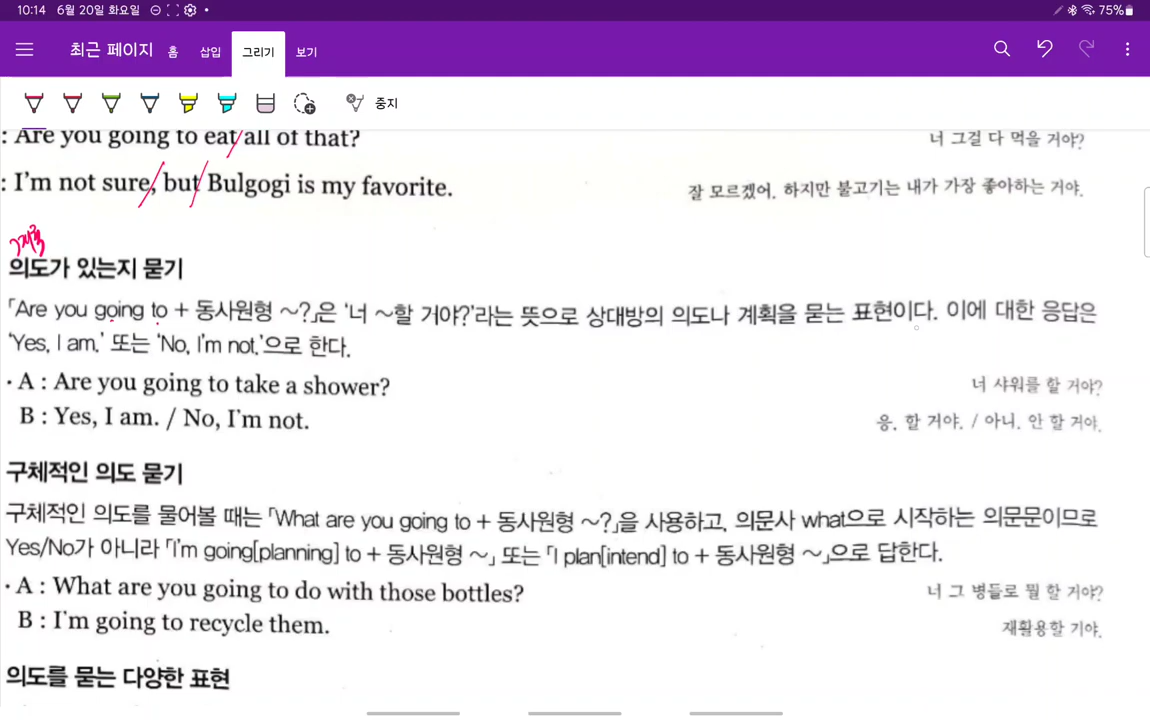 10:14 6월 20일 화요일 75%
최근 페이지 홈 삽입 그리기 보기
중지
: Are you going to eat all of that? 너 그걸 다 먹을 거야?
: I'm not sure, but Bulgogi is my favorite. 잘 모르겠어. 하지만 불고기는 내가 가장 좋아하는 거야.
의도가 있는지 묻기
「Are you going to + 동사원형 ~?」은 '너 ~할 거야?'라는 뜻으로 상대방의 의도나 계획을 묻는 표현이다. 이에 대한 응답은
'Yes, I am.' 또는 'No, I'm not.'으로 한다.
· A : Are you going to take a shower? 너 샤워를 할 거야?
B : Yes, I am. / No, I'm not. 응. 할 거야. / 아니. 안 할 거야.
구체적인 의도 묻기
구체적인 의도를 물어볼 때는 「What are you going to + 동사원형 ~?」을 사용하고, 의문사 what으로 시작하는 의문문이므로
Yes/No가 아니라 「I'm going[planning] to + 동사원형 ~」 또는 「I plan[intend] to + 동사원형 ~」으로 답한다.
· A : What are you going to do with those bottles? 너 그 병들로 뭘 할 거야?
B : I'm going to recycle them. 재활용할 거야.
의도를 묻는 다양한 표현